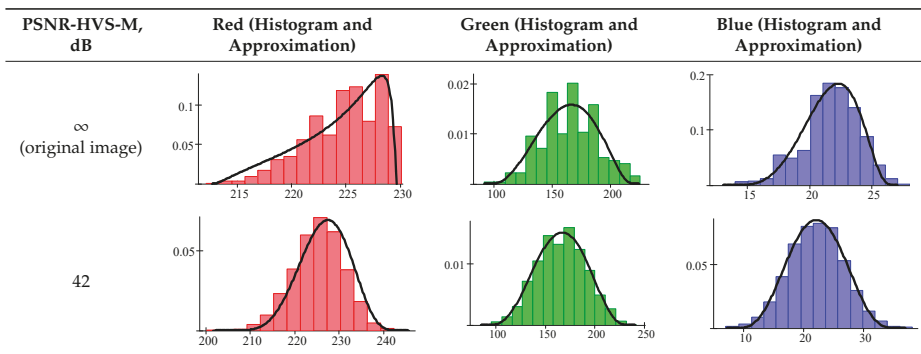 PSNR-HVS-M, dB
Red (Histogram and Approximation)
Green (Histogram and Approximation)
Blue (Histogram and Approximation)
∞
(original image)
0.1
0.05
215 220 225 230
0.02
0.01
100 150 200
0.2
0.1
15 20 25
42
0.05
200 210 220 230 240
0.01
100 150 200 250
0.05
10 20 30